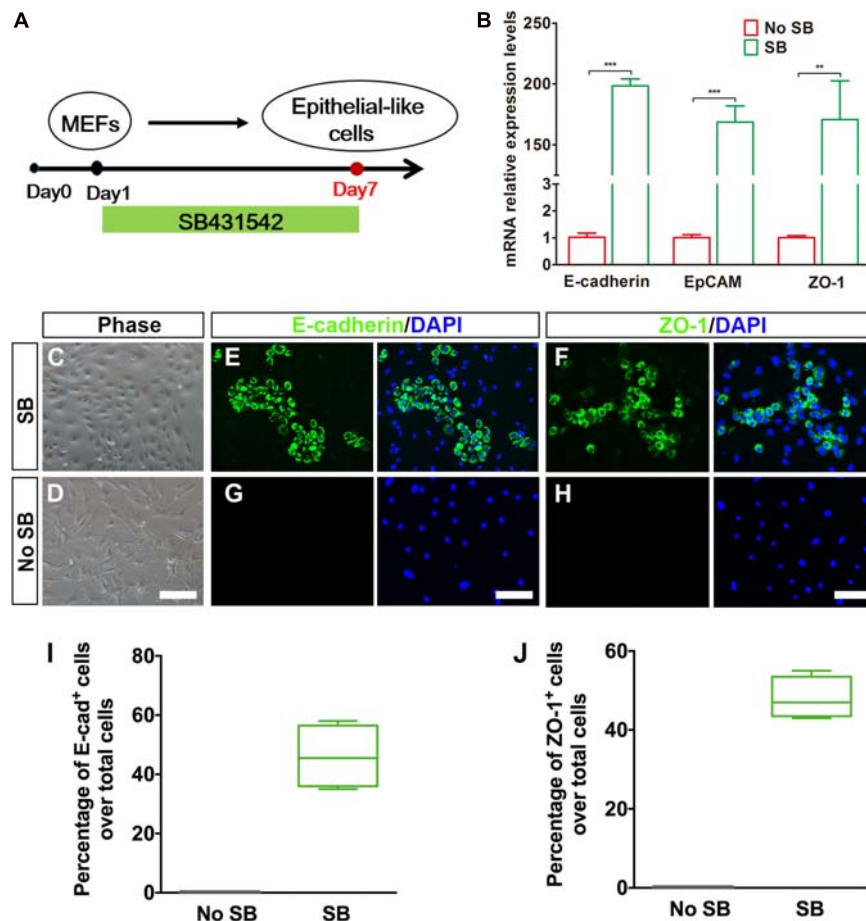 A
MEFs
Epithelial-like
cells
Day0
Day1
Day7
SB431542
B
mRNA relative expression levels
No SB
SB
250
200
150
3
2
1
0
***
***
**
E-cadherin
EpCAM
ZO-1
Phase
E-cadherin/DAPI
ZO-1/DAPI
SB
C
E
F
No SB
D
G
H
I
Percentage of E-cad+ cells
over total cells
80
60
40
20
0
No SB
SB
J
Percentage of ZO-1+ cells
over total cells
60
40
20
0
No SB
SB